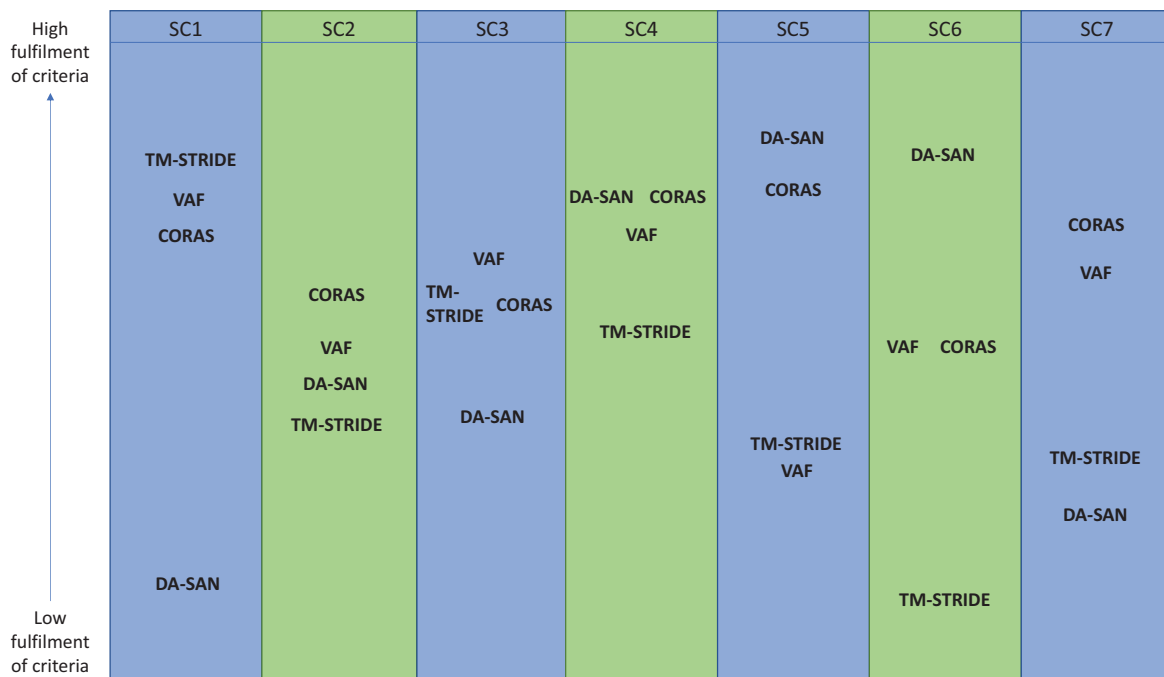 High
fulfilment
of criteria
SC1
SC2
SC3
SC4
SC5
SC6
SC7
TM-STRIDE
VAF
CORAS
DA-SAN
CORAS
VAF
DA-SAN
TM-STRIDE
VAF
TM-
STRIDE
CORAS
DA-SAN
DA-SAN CORAS
VAF
TM-STRIDE
DA-SAN
CORAS
TM-STRIDE
VAF
DA-SAN
VAF CORAS
TM-STRIDE
CORAS
VAF
TM-STRIDE
DA-SAN
Low
fulfilment
of criteria